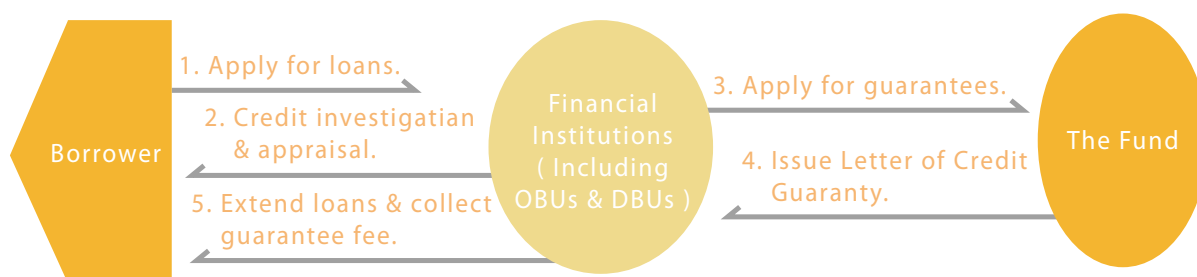 Borrower
1. Apply for loans.
2. Credit investigatian
& appraisal.
5. Extend loans & collect
guarantee fee.
Financial
Institutions
( Including
OBUs & DBUs )
3. Apply for guarantees.
4. Issue Letter of Credit
Guaranty.
The Fund